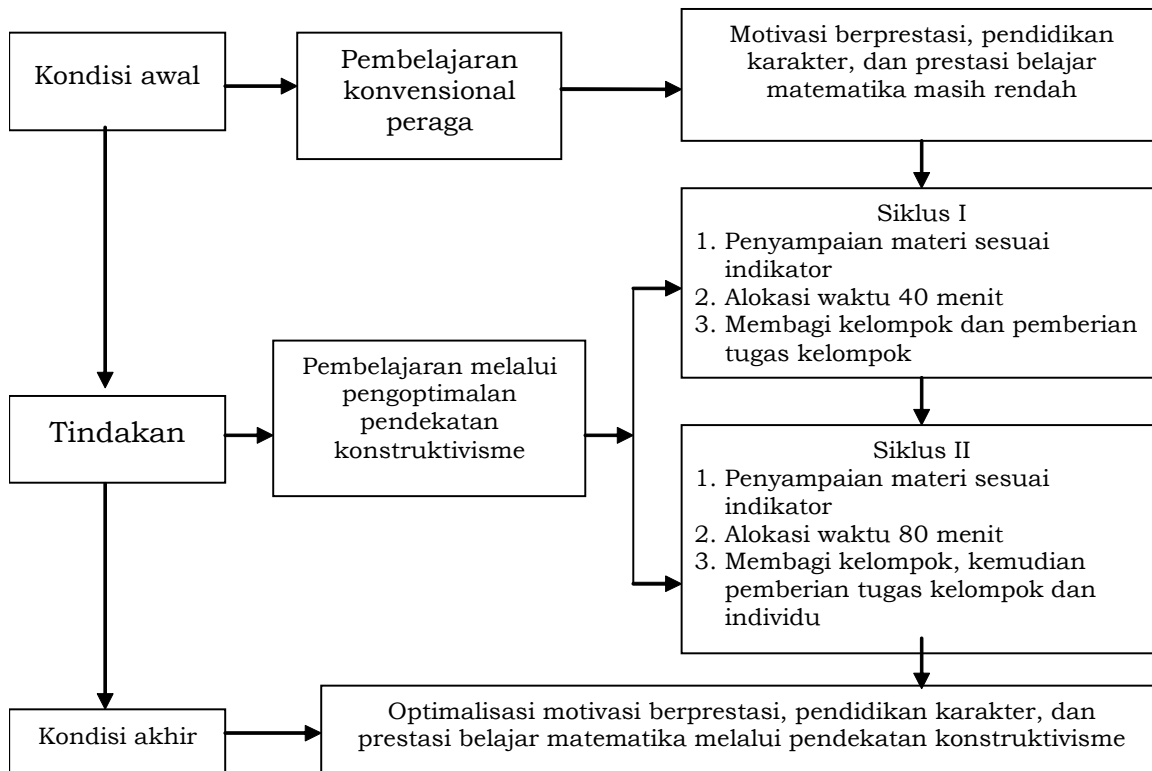 Kondisi awal
Pembelajaran
konvensional
peraga
Motivasi berprestasi, pendidikan
karakter, dan prestasi belajar
matematika masih rendah
Siklus I
1. Penyampaian materi sesuai
indikator
2. Alokasi waktu 40 menit
3. Membagi kelompok dan pemberian
tugas kelompok
Tindakan
Pembelajaran melalui
pengoptimalan
pendekatan
konstruktivisme
Siklus II
1. Penyampaian materi sesuai
indikator
2. Alokasi waktu 80 menit
3. Membagi kelompok, kemudian
pemberian tugas kelompok dan
individu
Kondisi akhir
Optimalisasi motivasi berprestasi, pendidikan karakter, dan
prestasi belajar matematika melalui pendekatan konstruktivisme